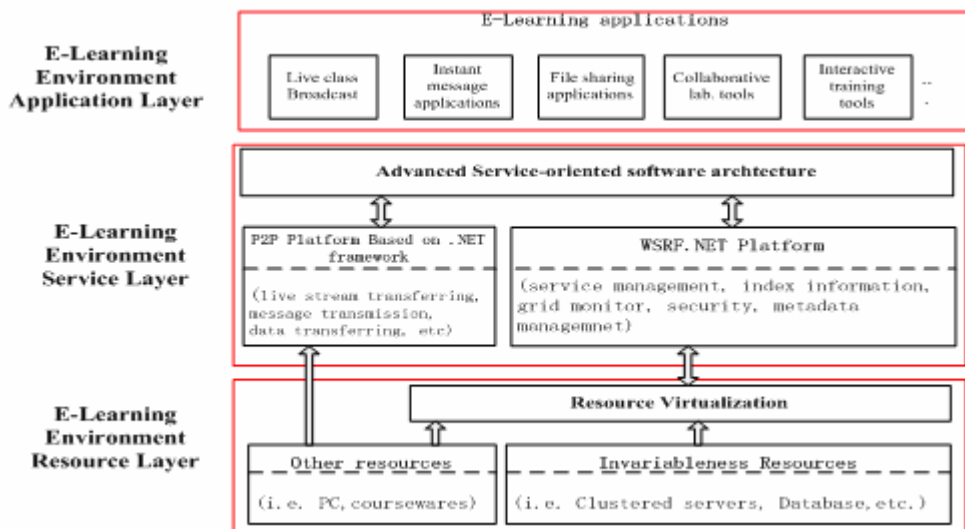 E-Learning applications
E-Learning
Environment
Application Layer
Live class
Broadcast
Instant
message
applications
File sharing
applications
Collaborative
lab. tools
Interactive
training
tools
...
Advanced Service-oriented software archtecture
E-Learning
Environment
Service Layer
P2P Platform Based on .NET
framework
(live stream transferring,
message transmission,
data transferring, etc)
WSRF.NET Platform
(service management, index information,
grid monitor, security, metadata
managemnet)
E-Learning
Environment
Resource Layer
Resource Virtualization
Other resources
(i.e. PC,coursewares)
Invariableness Resources
(i.e. Clustered servers, Database,etc.)